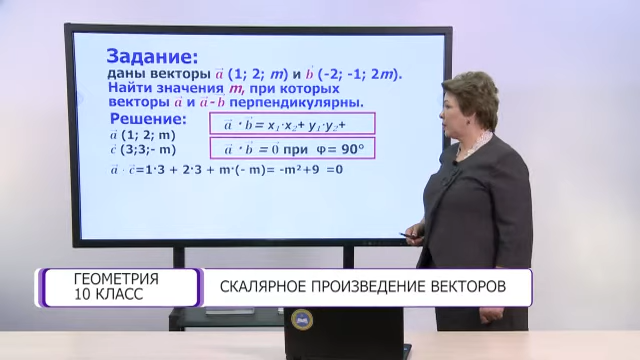 Задание:
даны векторы a⃗ (1; 2; m) и b⃗ (-2; -1; 2m).
Найти значения m, при которых
векторы a⃗ и a⃗-b⃗ перпендикулярны.
Решение:
a⃗ · b⃗ = x₁·x₂+ y₁·y₂+
a⃗ (1; 2; m)
c⃗ (3;3;- m)
a⃗ · b⃗ = 0⃗ при φ= 90°
a⃗ · c⃗=1·3 + 2·3 + m·(- m)= -m²+9 =0
ГЕОМЕТРИЯ
10 КЛАСС
СКАЛЯРНОЕ ПРОИЗВЕДЕНИЕ ВЕКТОРОВ